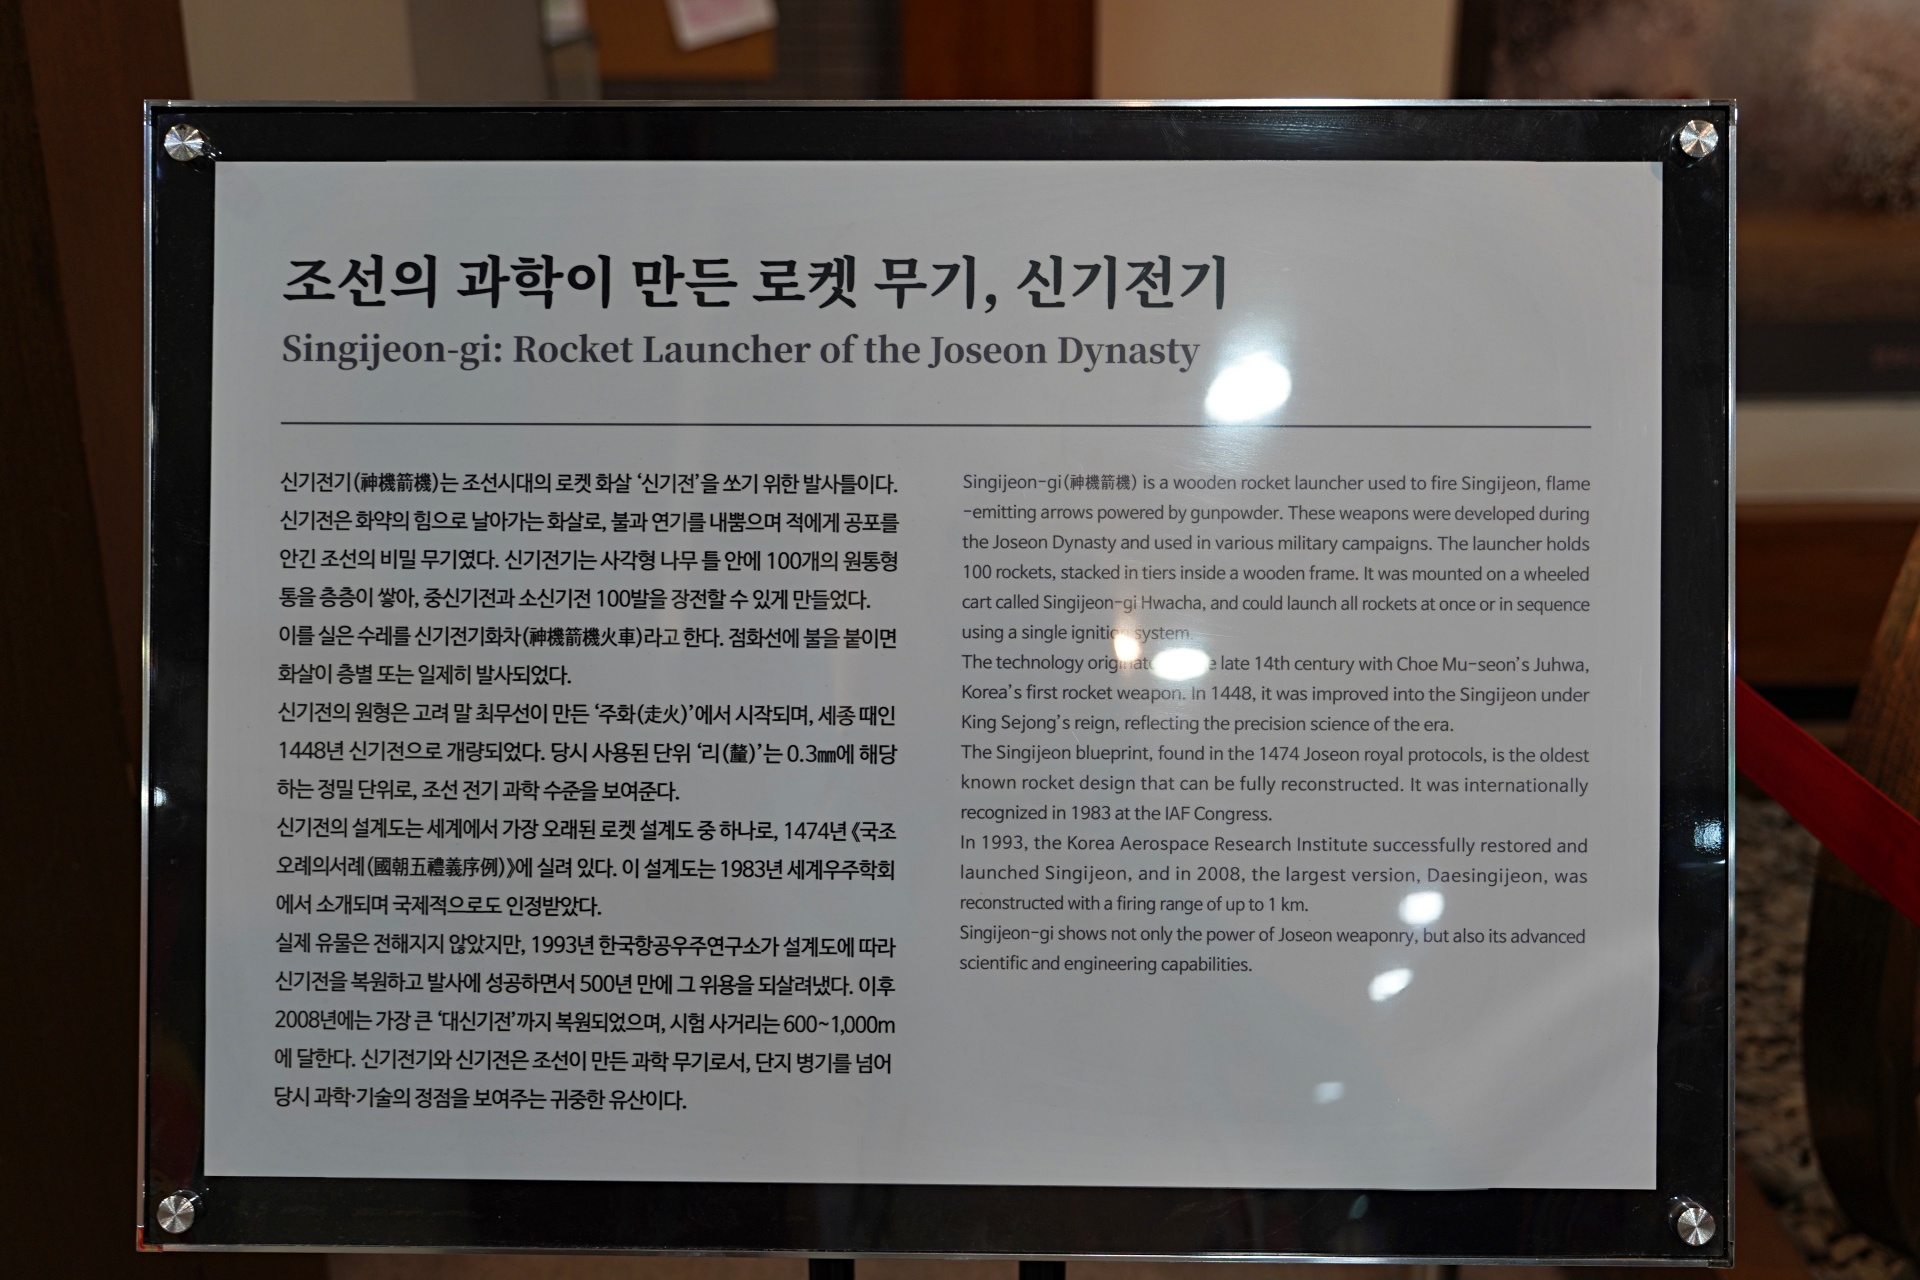 조선의 과학이 만든 로켓 무기, 신기전기
Singijeon-gi: Rocket Launcher of the Joseon Dynasty
신기전기(神機箭機)는 조선시대의 로켓 화살 ‘신기전’을 쏘기 위한 발사틀이다.
신기전은 화약의 힘으로 날아가는 화살로, 불과 연기를 내뿜으며 적에게 공포를
안긴 조선의 비밀 무기였다. 신기전기는 사각형 나무 틀 안에 100개의 원통형
통을 층층이 쌓아, 중신기전과 소신기전 100발을 장전할 수 있게 만들었다.
이를 실은 수레를 신기전기화차(神機箭機火車)라고 한다. 점화선에 불을 붙이면
화살이 층별 또는 일제히 발사되었다.
신기전의 원형은 고려 말 최무선이 만든 ‘주화(走火)’에서 시작되며, 세종 때인
1448년 신기전으로 개량되었다. 당시 사용된 단위 ‘리(釐)’는 0.3㎜에 해당
하는 정밀 단위로, 조선 전기 과학 수준을 보여준다.
신기전의 설계도는 세계에서 가장 오래된 로켓 설계도 중 하나로, 1474년 《국조
오례의서례(國朝五禮義序例)》에 실려 있다. 이 설계도는 1983년 세계우주학회
에서 소개되며 국제적으로도 인정받았다.
실제 유물은 전해지지 않았지만, 1993년 한국항공우주연구소가 설계도에 따라
신기전을 복원하고 발사에 성공하면서 500년 만에 그 위용을 되살려냈다. 이후
2008년에는 가장 큰 ‘대신기전’까지 복원되었으며, 시험 사거리는 600~1,000m
에 달한다. 신기전기와 신기전은 조선이 만든 과학 무기로서, 단지 병기를 넘어
당시 과학·기술의 정점을 보여주는 귀중한 유산이다.
Singijeon-gi(神機箭機) is a wooden rocket launcher used to fire Singijeon, flame
-emitting arrows powered by gunpowder. These weapons were developed during
the Joseon Dynasty and used in various military campaigns. The launcher holds
100 rockets, stacked in tiers inside a wooden frame. It was mounted on a wheeled
cart called Singijeon-gi Hwacha, and could launch all rockets at once or in sequence
using a single ignition system.
The technology late 14th century with Choe Mu-seon’s Juhwa,
Korea’s first rocket weapon. In 1448, it was improved into the Singijeon under
King Sejong’s reign, reflecting the precision science of the era.
The Singijeon blueprint, found in the 1474 Joseon royal protocols, is the oldest
known rocket design that can be fully reconstructed. It was internationally
recognized in 1983 at the IAF Congress.
In 1993, the Korea Aerospace Research Institute successfully restored and
launched Singijeon, and in 2008, the largest version, Daesingijeon, was
reconstructed with a firing range of up to 1 km.
Singijeon-gi shows not only the power of Joseon weaponry, but also its advanced
scientific and engineering capabilities.